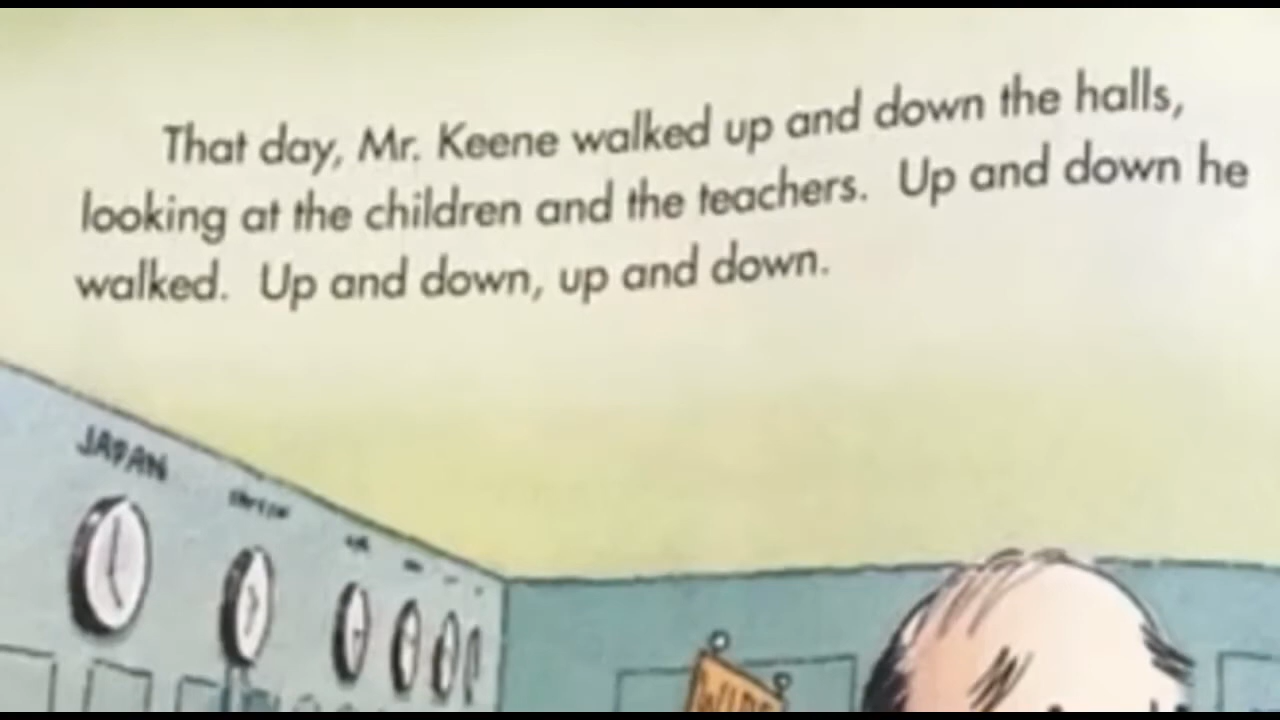 That day, Mr. Keene walked up and down the halls,
looking at the children and the teachers. Up and down he
walked. Up and down, up and down.
JAPAN